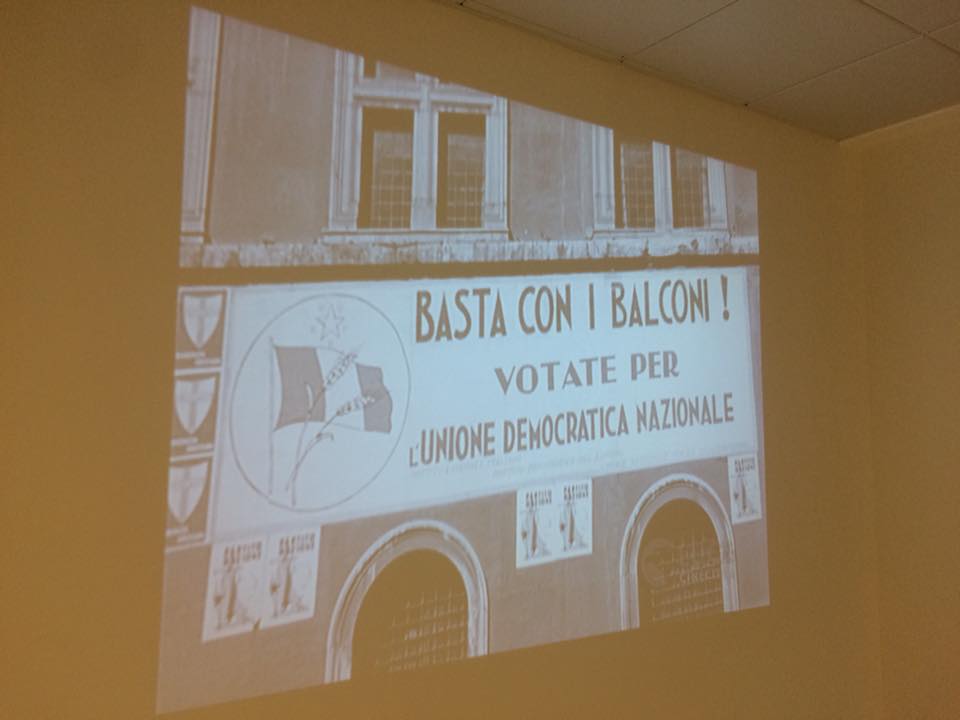 BASTA CON I BALCONI !
VOTATE PER
L'UNIONE DEMOCRATICA NAZIONALE